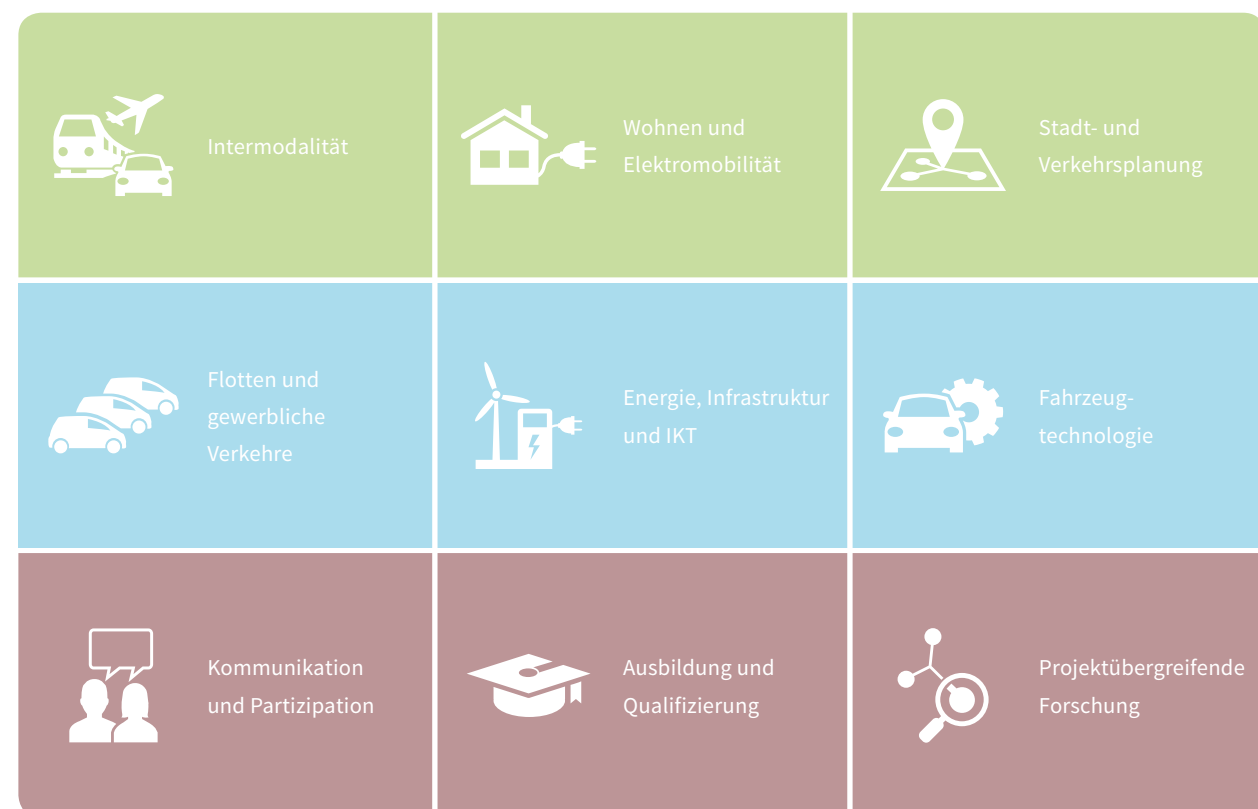 Intermodalität
Wohnen und
Elektromobilität
Stadt- und
Verkehrsplanung
Flotten und
gewerbliche
Verkehre
Energie, Infrastruktur
und IKT
Fahrzeug-
technologie
Kommunikation
und Partizipation
Ausbildung und
Qualifizierung
Projektübergreifende
Forschung